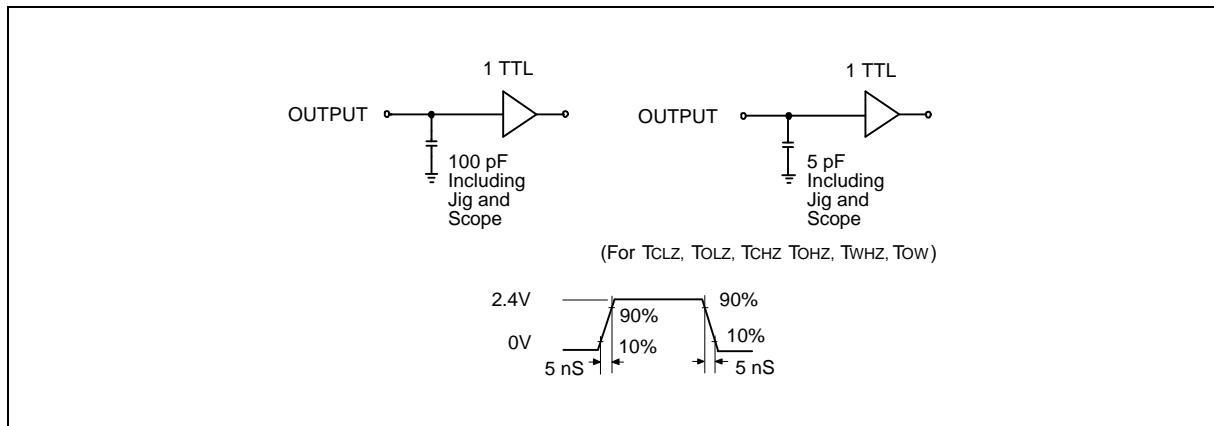 1 TTL
OUTPUT
100 pF
Including
Jig and
Scope
1 TTL
OUTPUT
5 pF
Including
Jig and
Scope
(For TCLZ, TOLZ, TCHZ TOHZ, TWHZ, TOW)
2.4V
90%
90%
0V
10%
10%
5 nS
5 nS